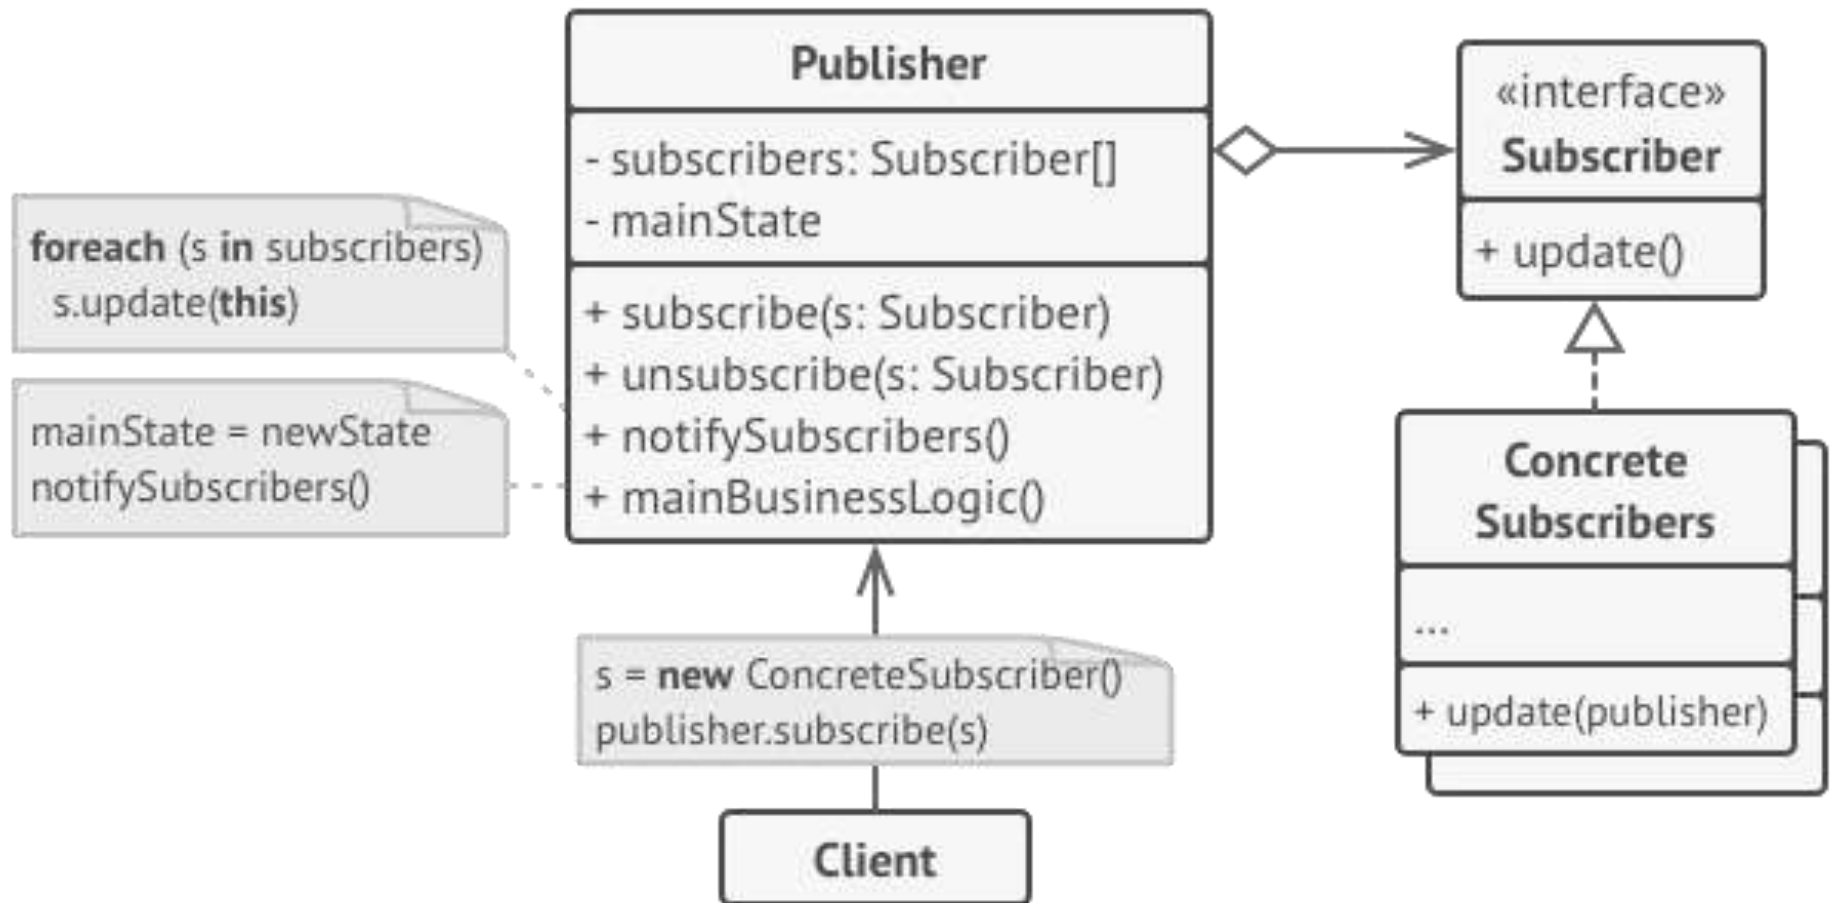 Publisher
- subscribers: Subscriber[]
- mainState
+ subscribe(s: Subscriber)
+ unsubscribe(s: Subscriber)
+ notifySubscribers()
+ mainBusinessLogic()
foreach (s in subscribers)
s.update(this)
mainState = newState
notifySubscribers()
«interface»
Subscriber
+ update()
Concrete
Subscribers
...
+ update(publisher)
s = new ConcreteSubscriber()
publisher.subscribe(s)
Client